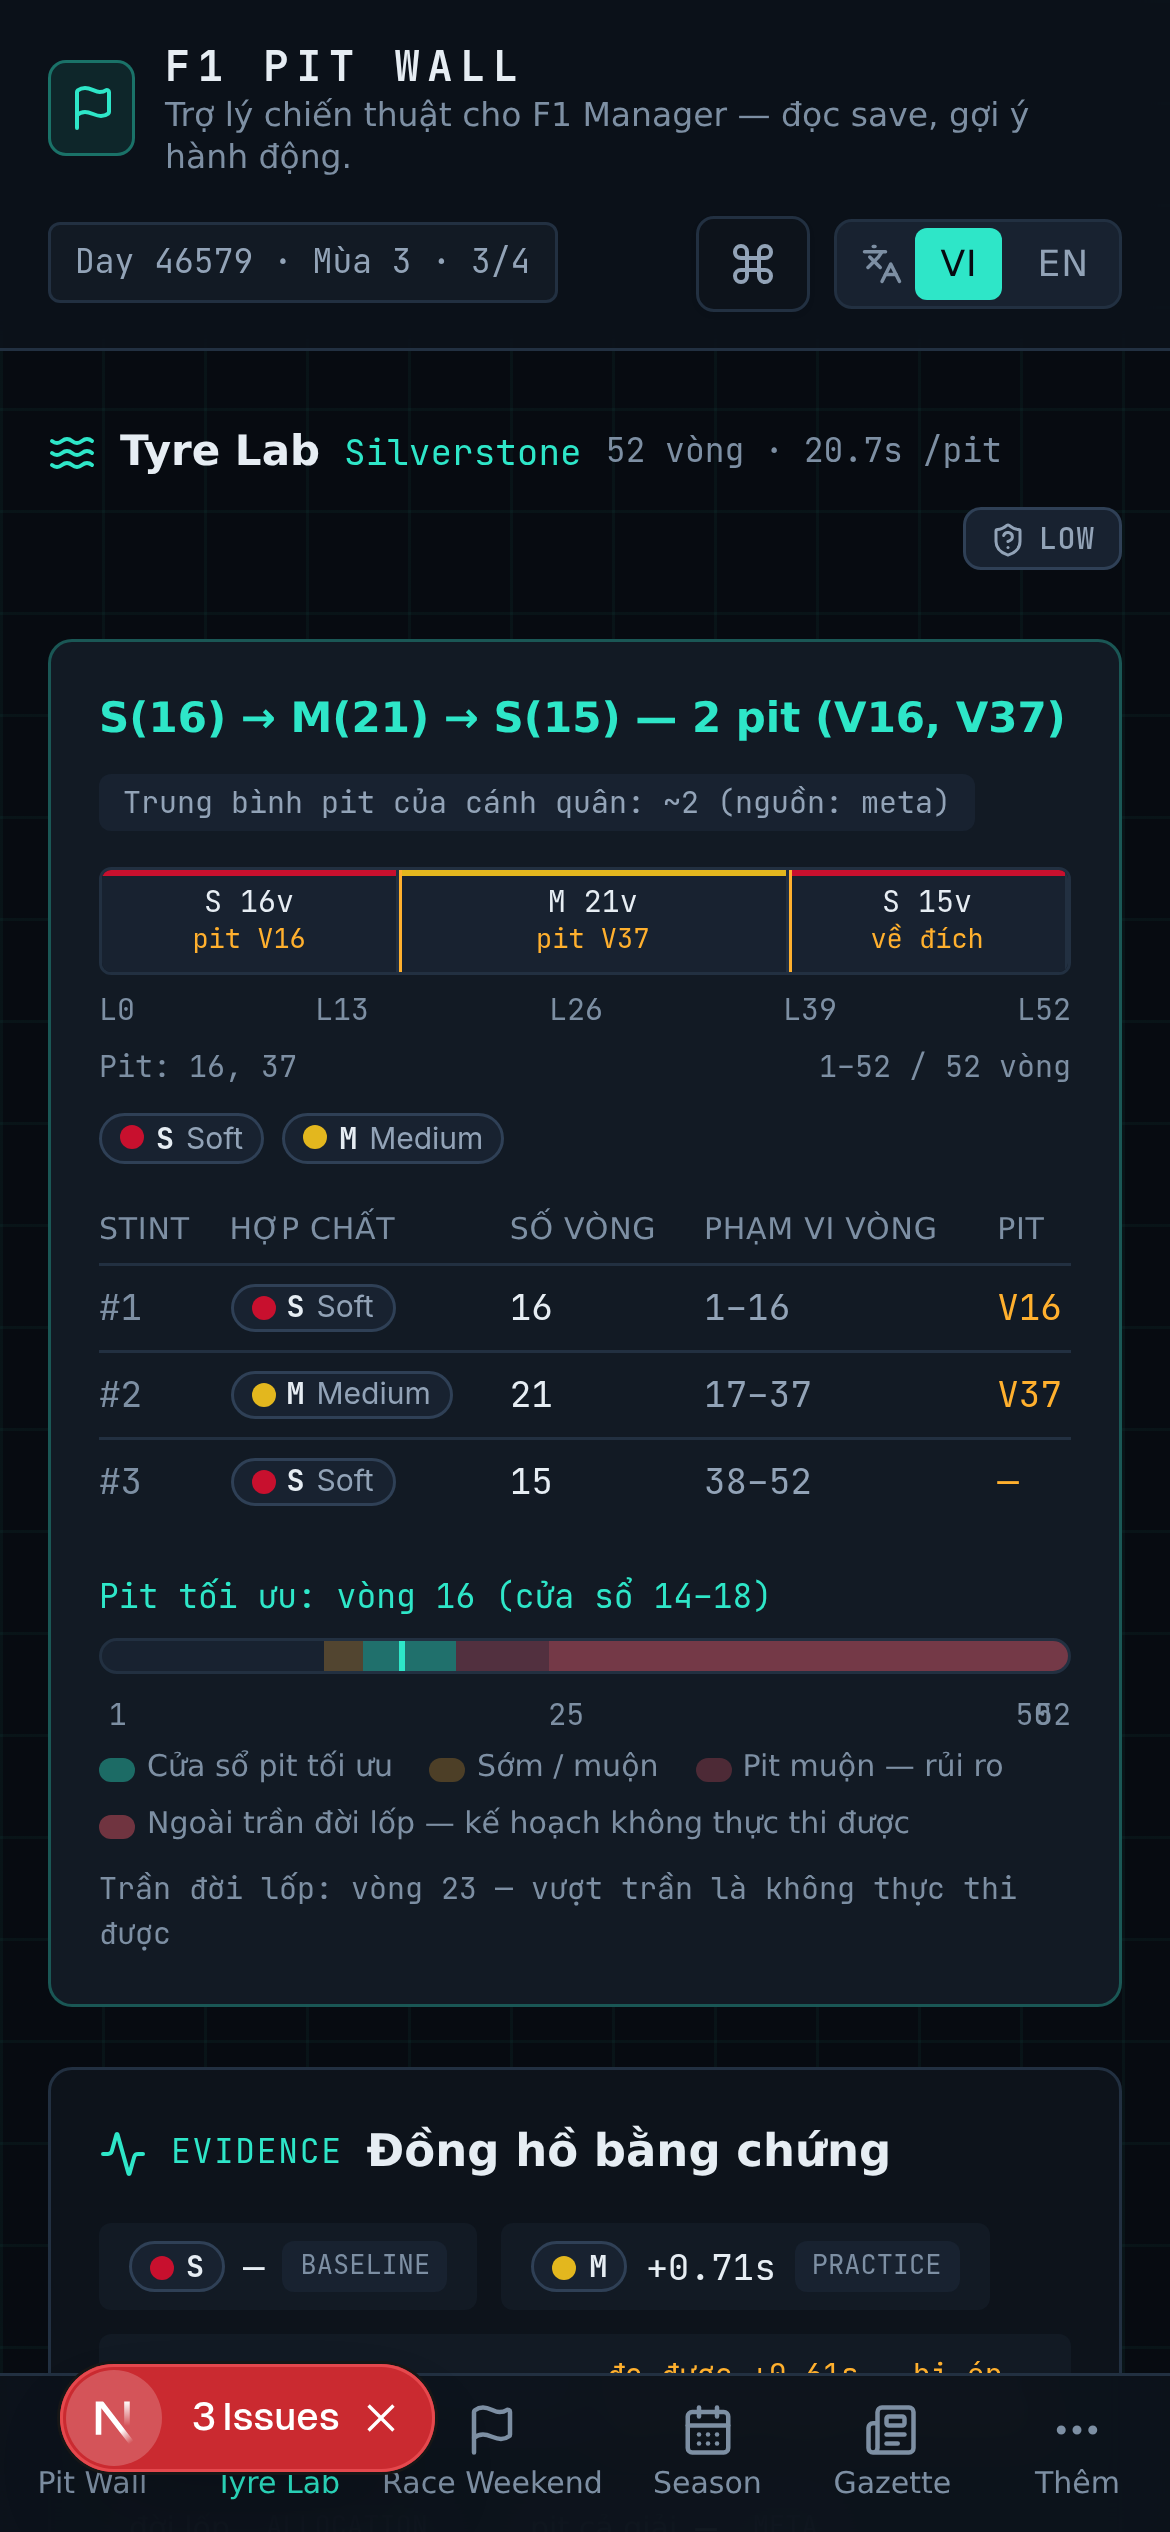 F1 PIT WALL
Trợ lý chiến thuật cho F1 Manager — đọc save, gợi ý
hành động.
Day 46579 · Mùa 3 · 3/4
VI
EN
Tyre Lab Silverstone 52 vòng · 20.7s /pit
LOW
S(16) → M(21) → S(15) — 2 pit (V16, V37)
Trung bình pit của cánh quân: ~2 (nguồn: meta)
S 16v
pit V16
M 21v
pit V37
S 15v
về đích
L0 L13 L26 L39 L52
Pit: 16, 37
1–52 / 52 vòng
S Soft
M Medium
STINT HỢP CHẤT SỐ VÒNG PHẠM VI VÒNG PIT
#1 S Soft 16 1–16 V16
#2 M Medium 21 17–37 V37
#3 S Soft 15 38–52 —
Pit tối ưu: vòng 16 (cửa sổ 14–18)
1 25 50 52
Cửa sổ pit tối ưu Sớm / muộn Pit muộn — rủi ro
Ngoài trần đời lốp — kế hoạch không thực thi được
Trần đời lốp: vòng 23 — vượt trần là không thực thi
được
EVIDENCE Đồng hồ bằng chứng
S — BASELINE
M +0.71s PRACTICE
3 Issues
Pit Wall Tyre Lab Race Weekend Season Gazette Thêm